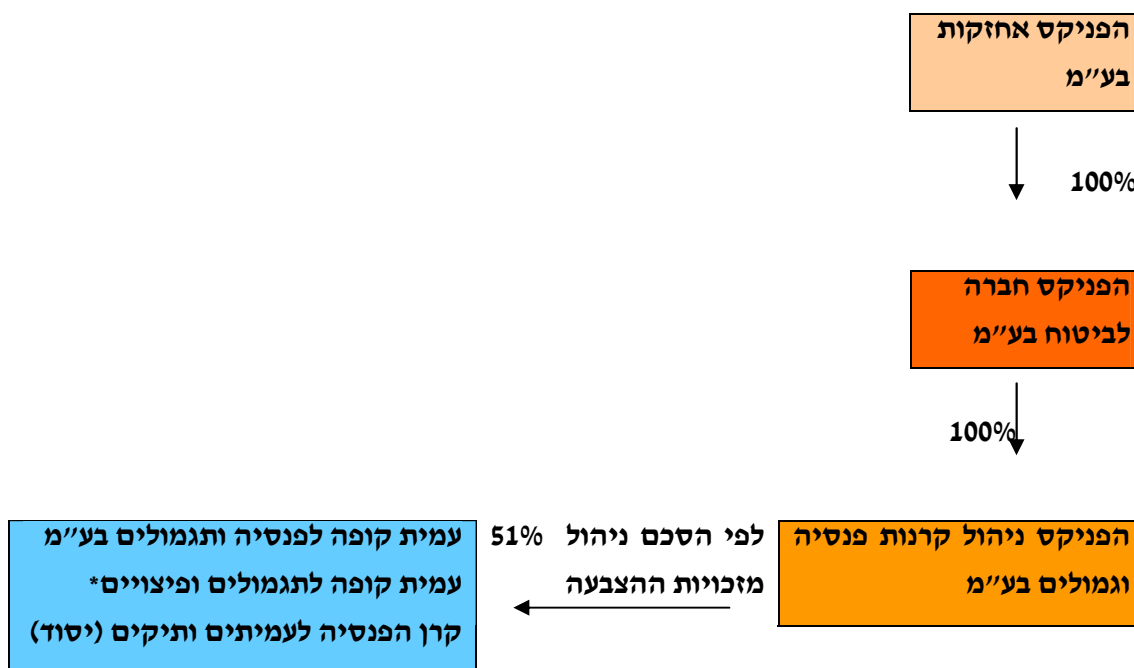 הפניקס אחזקות
בע״מ
100%
הפניקס חברה
לביטוח בע״מ
100%
הפניקס ניהול קרנות פנסיה
וגמולים בע״מ
לפי הסכם ניהול 51%
מזכויות ההצבעה
עמית קופה לפנסיה ותגמולים בע״מ
עמית קופה לתגמולים ופיצויים*
קרן הפנסיה לעמיתים ותיקים (יסוד)